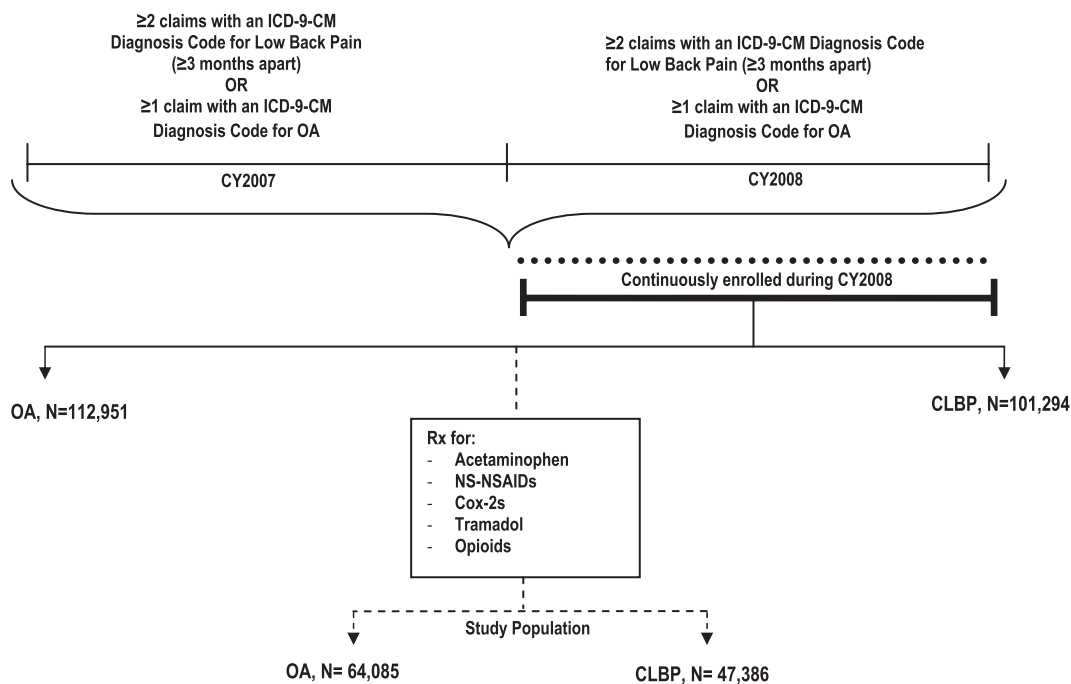 ≥2 claims with an ICD-9-CM
Diagnosis Code for Low Back Pain
(≥3 months apart)
OR
≥1 claim with an ICD-9-CM
Diagnosis Code for OA
≥2 claims with an ICD-9-CM Diagnosis Code
for Low Back Pain (≥3 months apart)
OR
≥1 claim with an ICD-9-CM
Diagnosis Code for OA
CY2007
CY2008
Continuously enrolled during CY2008
OA, N=112,951
CLBP, N=101,294
Rx for:
- Acetaminophen
- NS-NSAIDs
- Cox-2s
- Tramadol
- Opioids
Study Population
OA, N= 64,085
CLBP, N= 47,386